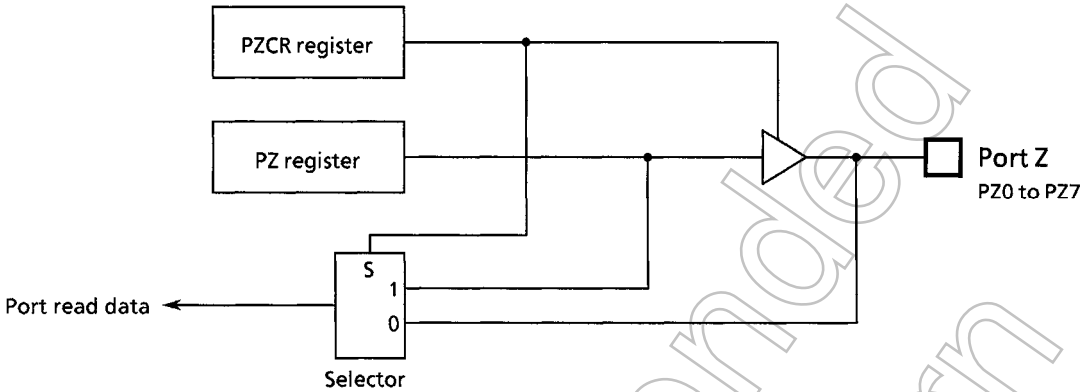 PZCR register
PZ register
Port Z
PZ0 to PZ7
S
1
Port read data
0
Selector